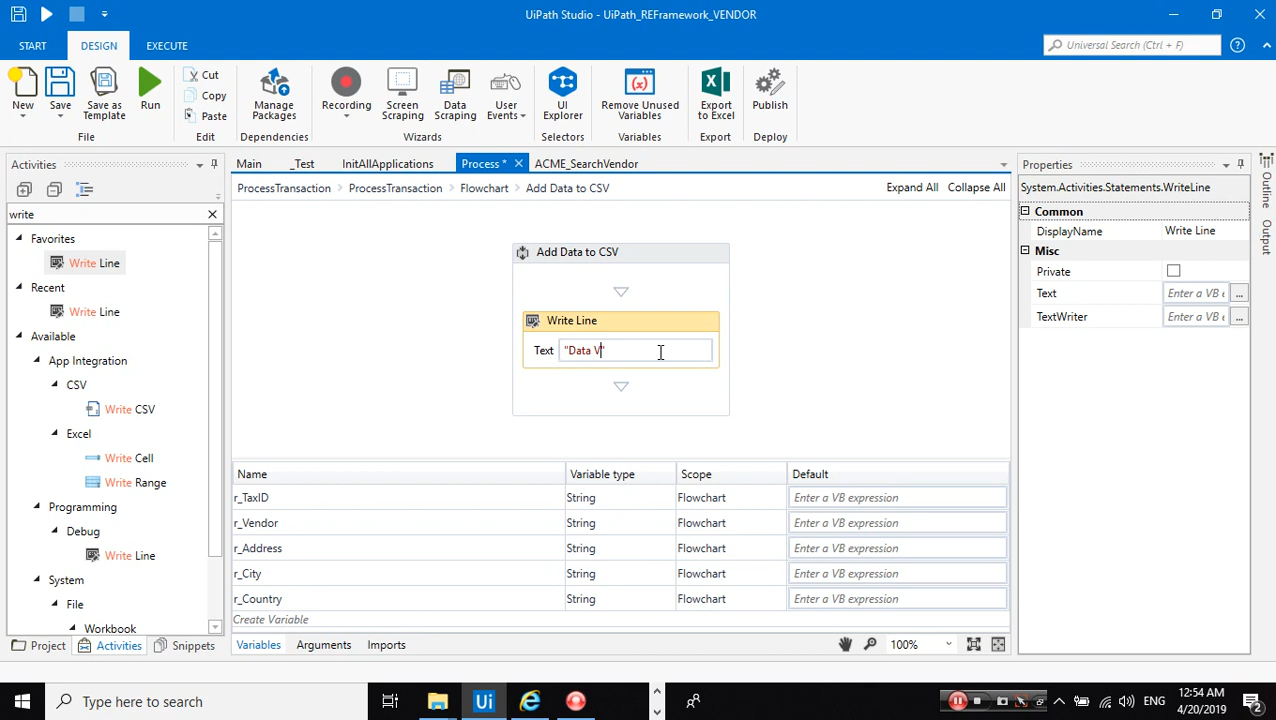 UiPath Studio - UiPath_REFramework_VENDOR
START
DESIGN
EXECUTE
Universal Search (Ctrl + F)
New
Save
Save as Template
Run
Cut
Copy
Paste
Manage Packages
Recording
Screen Scraping
Data Scraping
User Events
UI Explorer
Remove Unused Variables
Export to Excel
Publish
File
Edit
Dependencies
Wizards
Selectors
Variables
Export
Deploy
Activities
Main
_Test
InitAllApplications
Process *
ACME_SearchVendor
Properties
ProcessTransaction
ProcessTransaction
Flowchart
Add Data to CSV
Expand All
Collapse All
System.Activities.Statements.WriteLine
write
Favorites
Write Line
Recent
Write Line
Available
App Integration
CSV
Write CSV
Excel
Write Cell
Write Range
Programming
Debug
Write Line
System
File
Workbook
Project
Activities
Snippets
Add Data to CSV
Write Line
Text "Data V"
Name Variable type Scope Default
r_TaxID String Flowchart Enter a VB expression
r_Vendor String Flowchart Enter a VB expression
r_Address String Flowchart Enter a VB expression
r_City String Flowchart Enter a VB expression
r_Country String Flowchart Enter a VB expression
Create Variable
Variables
Arguments
Imports
100%
Common
DisplayName Write Line
Misc
Private
Text Enter a VB e ...
TextWriter Enter a VB e ...
Outline
Output
Type here to search
ENG
12:54 AM
4/20/2019
2